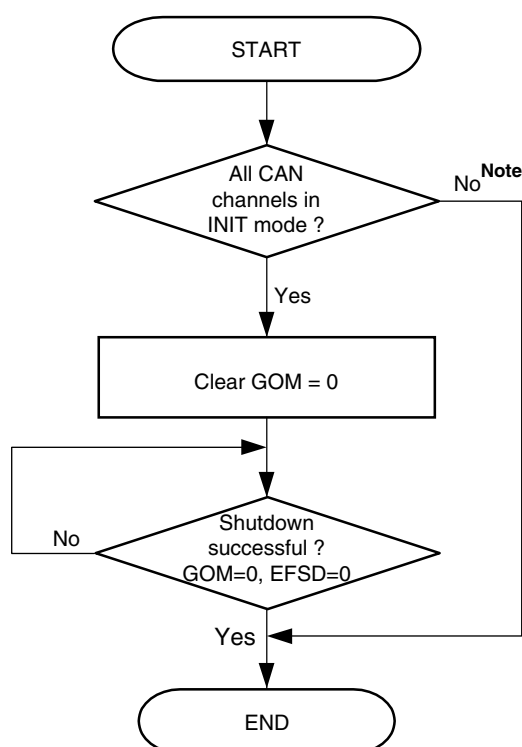 START
All CAN
channels in
INIT mode ?
No Note
Yes
Clear GOM = 0
Shutdown
successful ?
GOM=0, EFSD=0
No
Yes
END